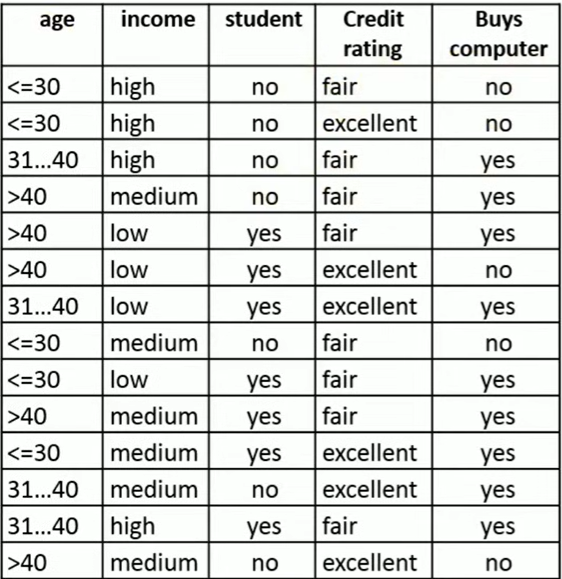 age income student Credit rating Buys computer
<=30 high no fair no
<=30 high no excellent no
31...40 high no fair yes
>40 medium no fair yes
>40 low yes fair yes
>40 low yes excellent no
31...40 low yes excellent yes
<=30 medium no fair no
<=30 low yes fair yes
>40 medium yes fair yes
<=30 medium yes excellent yes
31...40 medium no excellent yes
31...40 high yes fair yes
>40 medium no excellent no